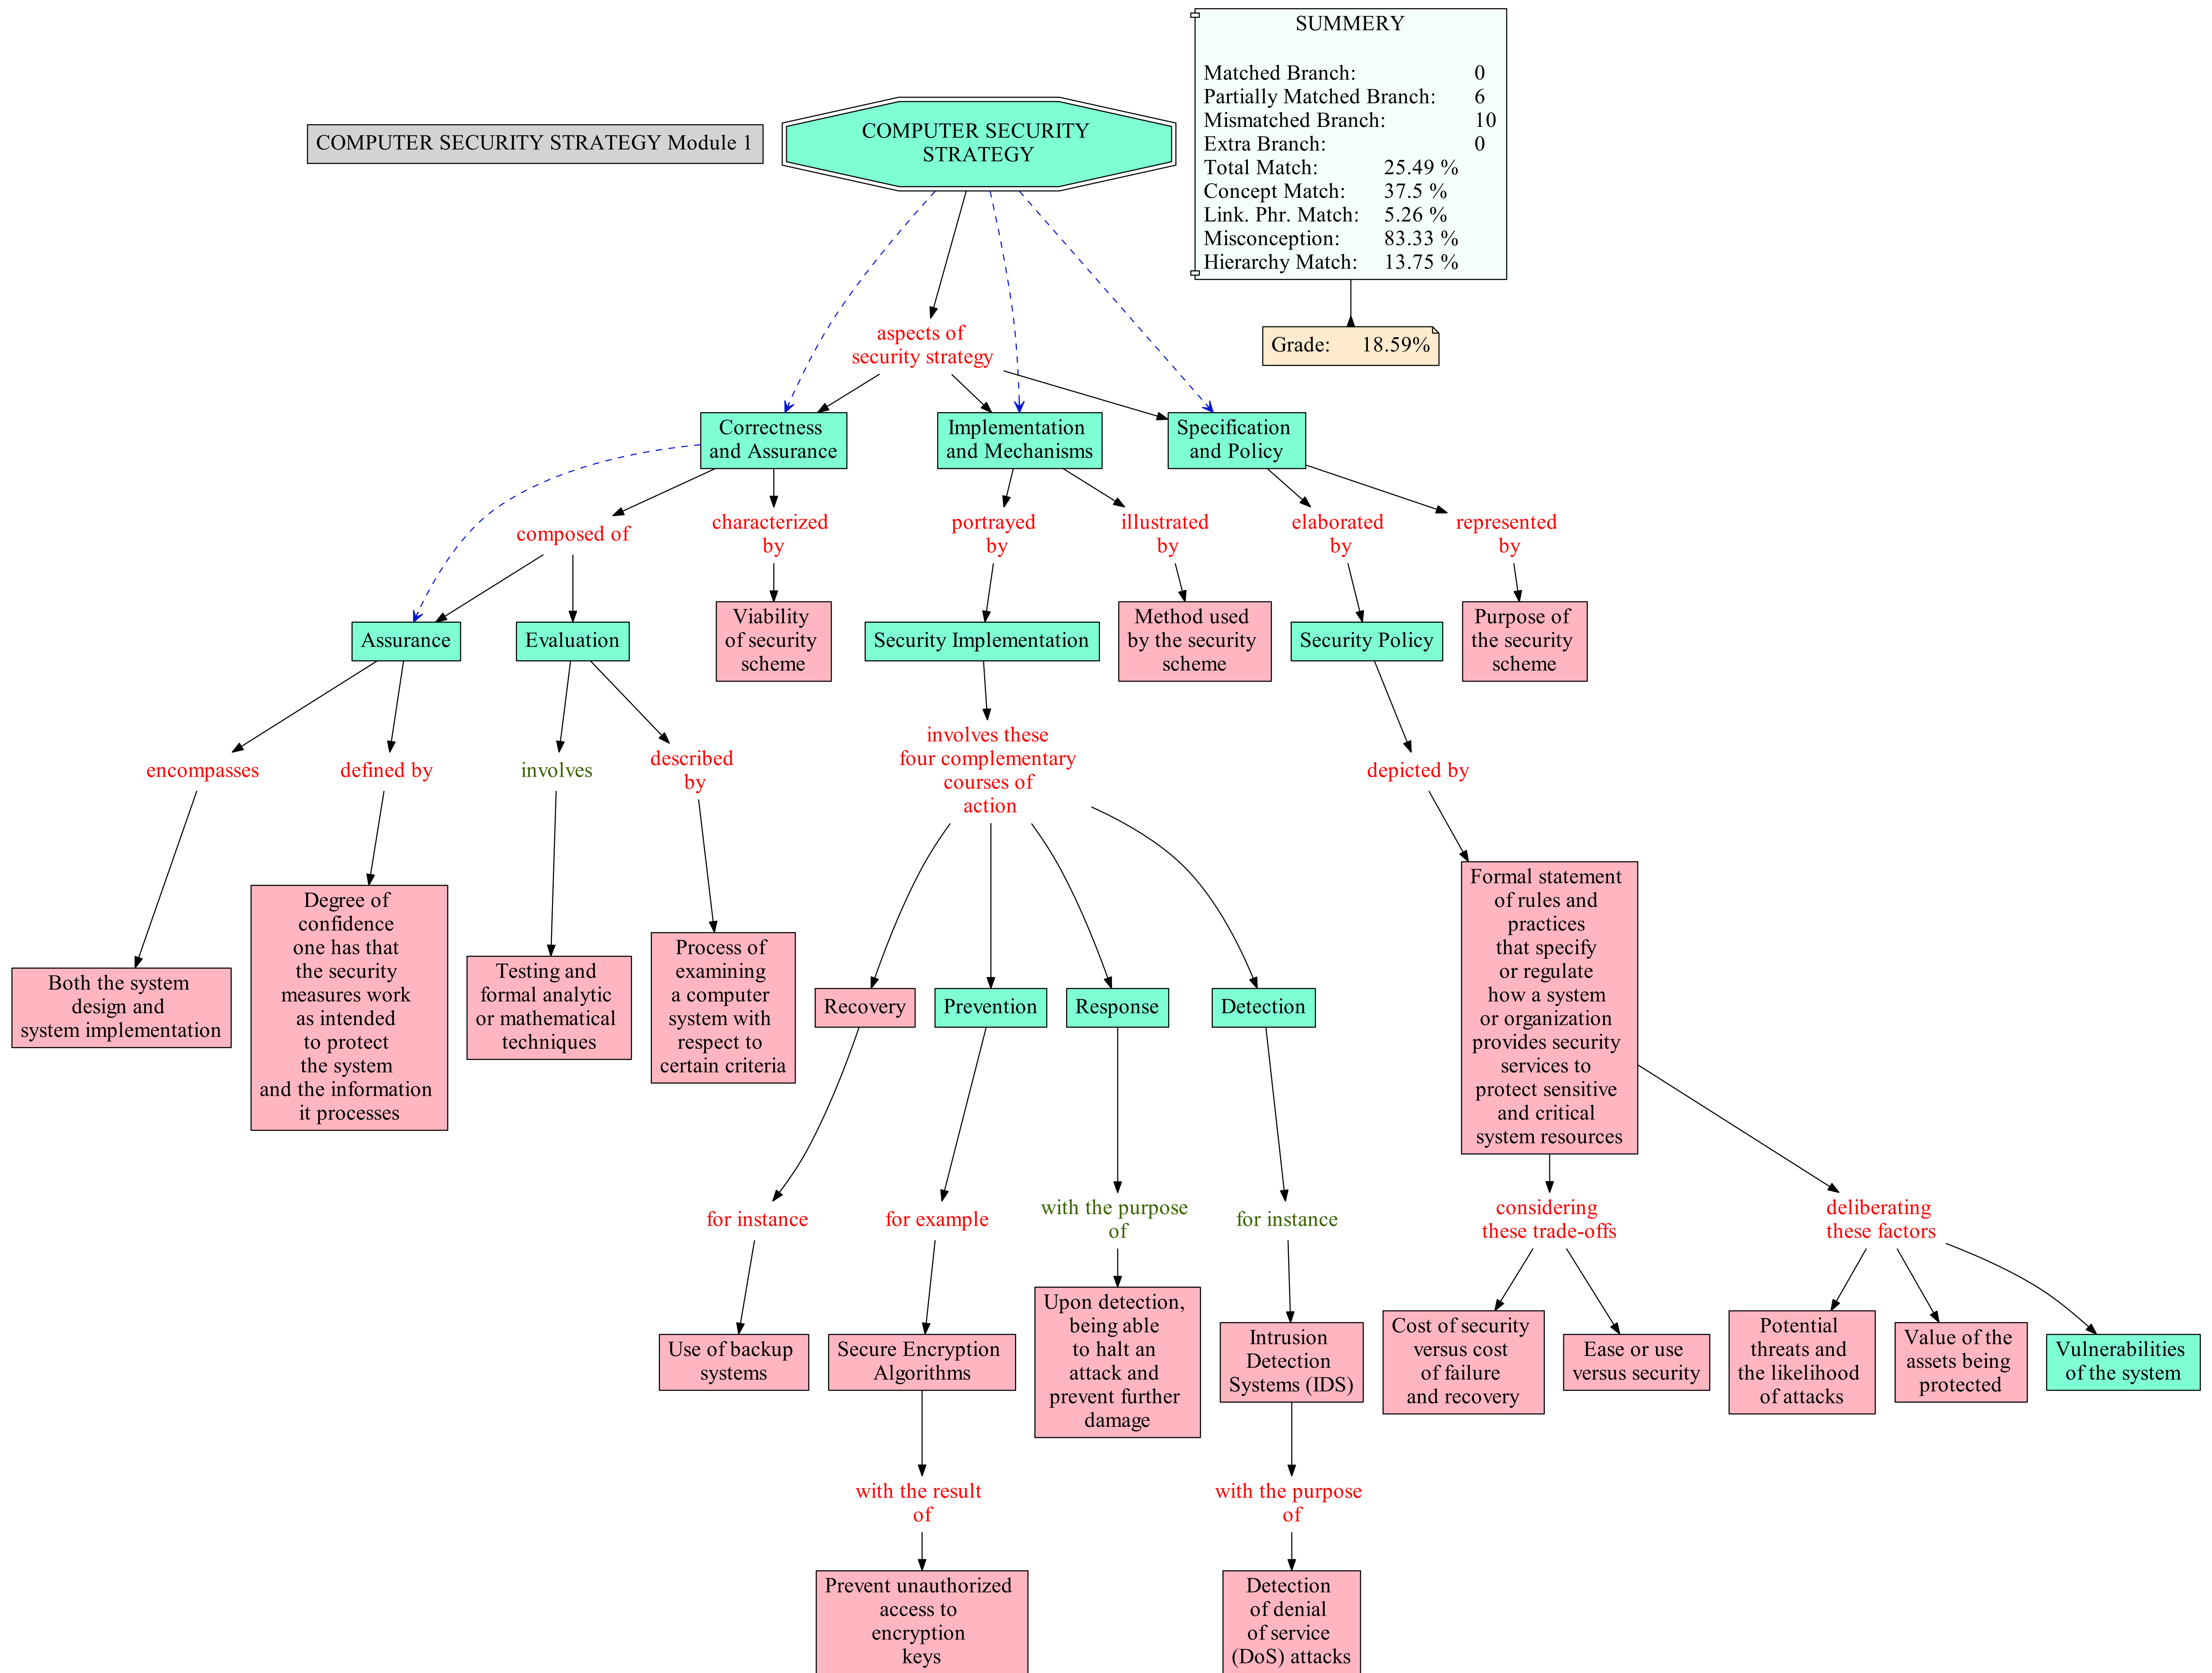 SUMMERY
Matched Branch: 0
Partially Matched Branch: 6
Mismatched Branch: 10
Extra Branch: 0
Total Match: 25.49 %
Concept Match: 37.5 %
Link. Phr. Match: 5.26 %
Misconception: 83.33 %
Hierarchy Match: 13.75 %
Grade: 18.59%
COMPUTER SECURITY STRATEGY Module 1
COMPUTER SECURITY
STRATEGY
aspects of
security strategy
Correctness
and Assurance
Implementation
and Mechanisms
Specification
and Policy
composed of
characterized
by
portrayed
by
illustrated
by
elaborated
by
represented
by
Assurance
Evaluation
Viability
of security
scheme
Security Implementation
Method used
by the security
scheme
Security Policy
Purpose of
the security
scheme
encompasses
defined by
involves
described
by
involves these
four complementary
courses of
action
depicted by
Both the system
design and
system implementation
Degree of
confidence
one has that
the security
measures work
as intended
to protect
the system
and the information
it processes
Testing and
formal analytic
or mathematical
techniques
Process of
examining
a computer
system with
respect to
certain criteria
Recovery
Prevention
Response
Detection
Formal statement
of rules and
practices
that specify
or regulate
how a system
or organization
provides security
services to
protect sensitive
and critical
system resources
for instance
for example
with the purpose
of
for instance
considering
these trade-offs
deliberating
these factors
Use of backup
systems
Secure Encryption
Algorithms
Upon detection,
being able
to halt an
attack and
prevent further
damage
Intrusion
Detection
Systems (IDS)
Cost of security
versus cost
of failure
and recovery
Ease or use
versus security
Potential
threats and
the likelihood
of attacks
Value of the
assets being
protected
Vulnerabilities
of the system
with the result
of
with the purpose
of
Prevent unauthorized
access to
encryption
keys
Detection
of denial
of service
(DoS) attacks